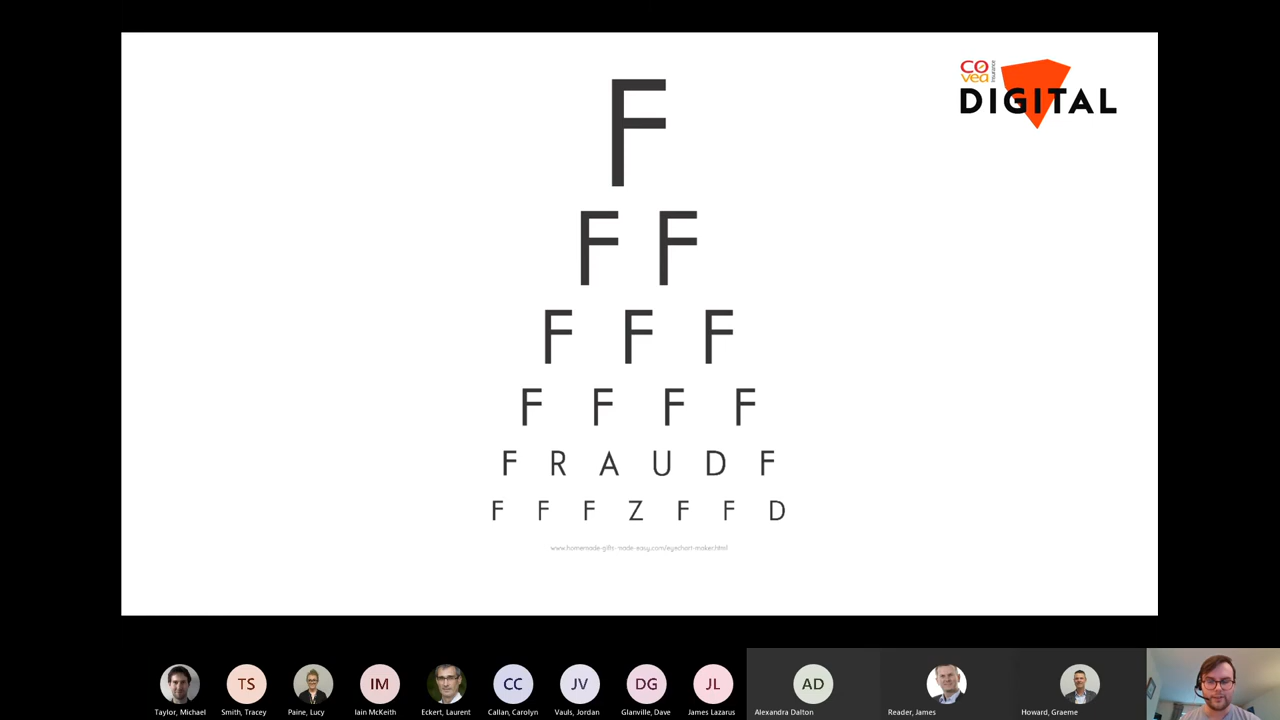 COvea insurance
DIGITAL
F
F F
F F F
F F F F
F R A U D F
F F F Z F F D
www.homemade-gifts-made-easy.com/eyechart-maker.html
TS IM CC JV DG JL AD
Taylor, Michael Smith, Tracey Paine, Lucy Iain McKeith Eckert, Laurent Callan, Carolyn Vauls, Jordan Glanville, Dave James Lazarus Alexandra Dalton Reader, James Howard, Graeme